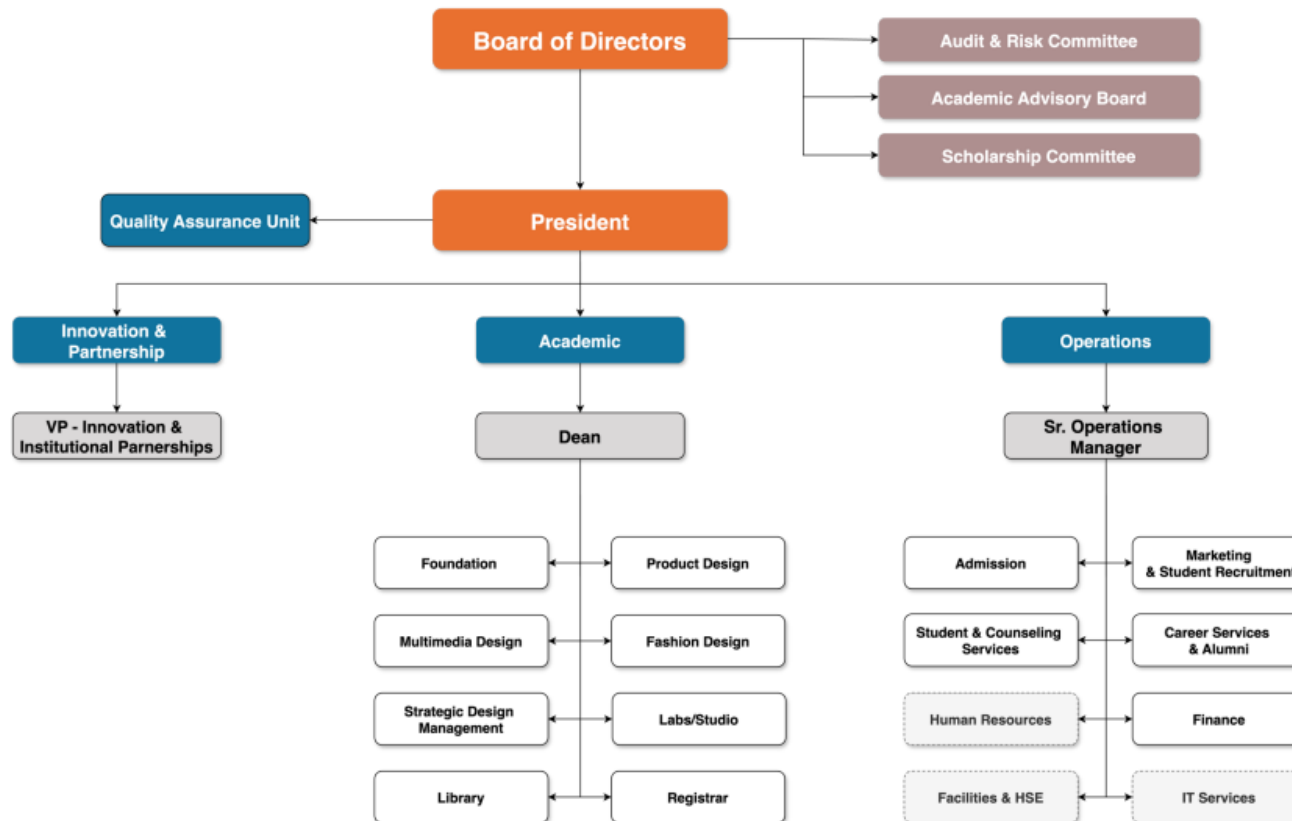 Board of Directors
Audit & Risk Committee
Academic Advisory Board
Scholarship Committee
Quality Assurance Unit
President
Innovation &
Partnership
Academic
Operations
VP - Innovation &
Institutional Parnerships
Dean
Sr. Operations
Manager
Foundation
Product Design
Admission
Marketing
& Student Recruitment
Multimedia Design
Fashion Design
Student & Counseling
Services
Career Services
& Alumni
Strategic Design
Management
Labs/Studio
Human Resources
Finance
Library
Registrar
Facilities & HSE
IT Services